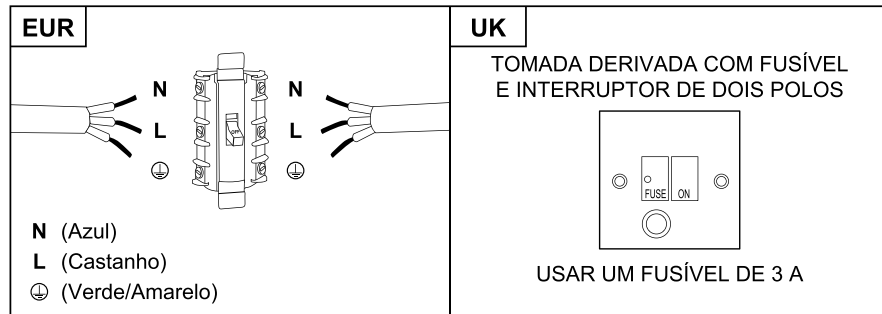 EUR
N N
L L
OFF
N (Azul)
L (Castanho)
(Verde/Amarelo)
UK
TOMADA DERIVADA COM FUSÍVEL
E INTERRUPTOR DE DOIS POLOS
FUSE ON
USAR UM FUSÍVEL DE 3 A